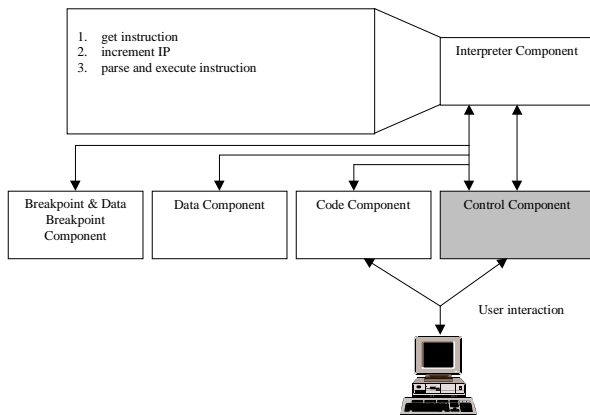 1. get instruction
2. increment IP
3. parse and execute instruction
Interpreter Component
Breakpoint & Data
Breakpoint
Component
Data Component
Code Component
Control Component
User interaction